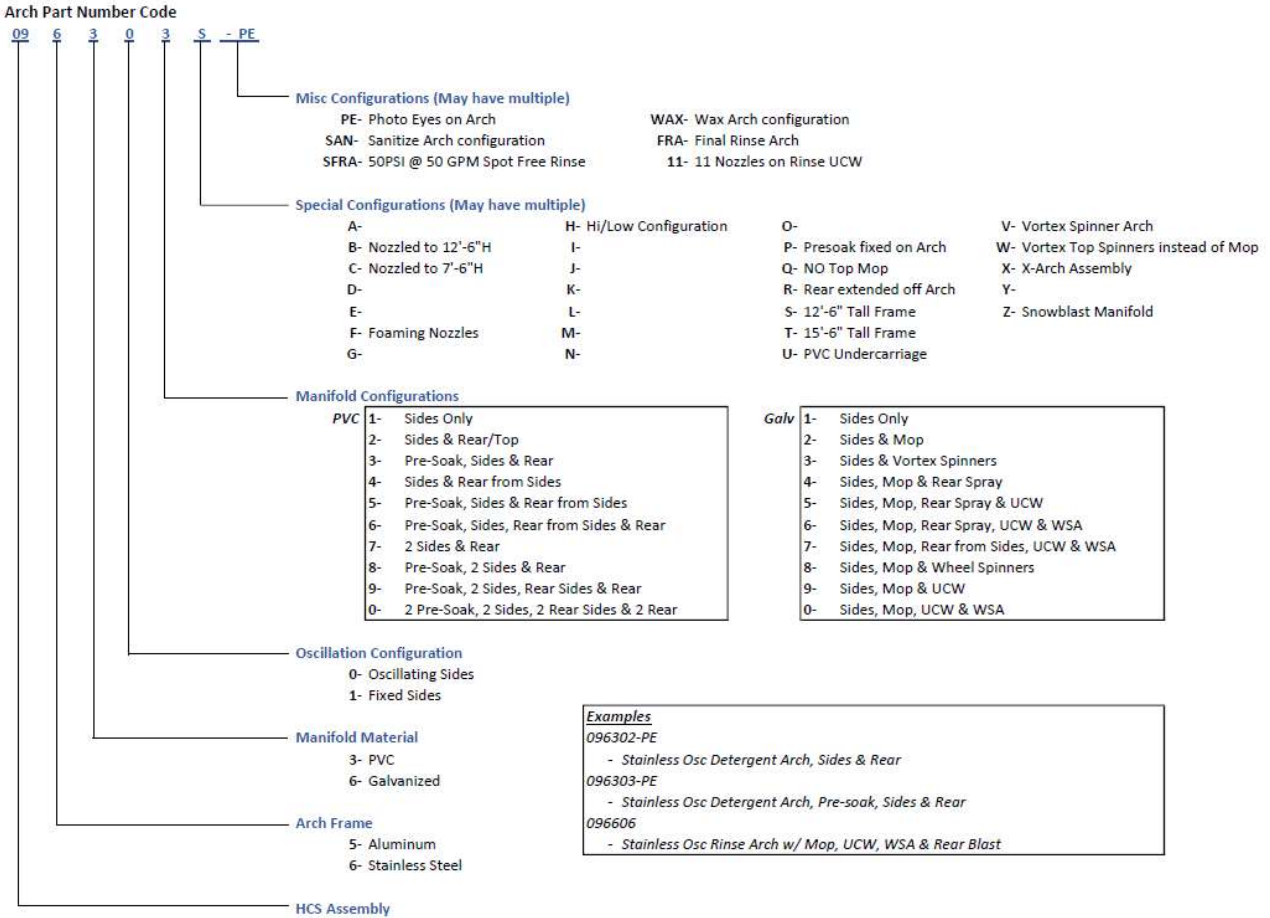 Arch Part Number Code
09 6 3 0 3 S - PE
Misc Configurations (May have multiple)
PE- Photo Eyes on Arch WAX- Wax Arch configuration
SAN- Sanitize Arch configuration FRA- Final Rinse Arch
SFRA- 50PSI @ 50 GPM Spot Free Rinse 11- 11 Nozzles on Rinse UCW
Special Configurations (May have multiple)
A- H- Hi/Low Configuration O- V- Vortex Spinner Arch
B- Nozzled to 12'-6"H I- P- Presoak fixed on Arch W- Vortex Top Spinners instead of Mop
C- Nozzled to 7'-6"H J- Q- NO Top Mop X- X-Arch Assembly
D- K- R- Rear extended off Arch Y-
E- L- S- 12'-6" Tall Frame Z- Snowblast Manifold
F- Foaming Nozzles M- T- 15'-6" Tall Frame
G- N- U- PVC Undercarriage
Manifold Configurations
PVC 1- Sides Only Galv 1- Sides Only
2- Sides & Rear/Top 2- Sides & Mop
3- Pre-Soak, Sides & Rear 3- Sides & Vortex Spinners
4- Sides & Rear from Sides 4- Sides, Mop & Rear Spray
5- Pre-Soak, Sides & Rear from Sides 5- Sides, Mop, Rear Spray & UCW
6- Pre-Soak, Sides, Rear from Sides & Rear 6- Sides, Mop, Rear Spray, UCW & WSA
7- 2 Sides & Rear 7- Sides, Mop, Rear from Sides, UCW & WSA
8- Pre-Soak, 2 Sides & Rear 8- Sides, Mop & Wheel Spinners
9- Pre-Soak, 2 Sides, Rear Sides & Rear 9- Sides, Mop & UCW
0- 2 Pre-Soak, 2 Sides, 2 Rear Sides & 2 Rear 0- Sides, Mop, UCW & WSA
Oscillation Configuration
0- Oscillating Sides
1- Fixed Sides
Manifold Material
3- PVC
6- Galvanized
Arch Frame
5- Aluminum
6- Stainless Steel
HCS Assembly
Examples
096302-PE
- Stainless Osc Detergent Arch, Sides & Rear
096303-PE
- Stainless Osc Detergent Arch, Pre-soak, Sides & Rear
096606
- Stainless Osc Rinse Arch w/ Mop, UCW, WSA & Rear Blast